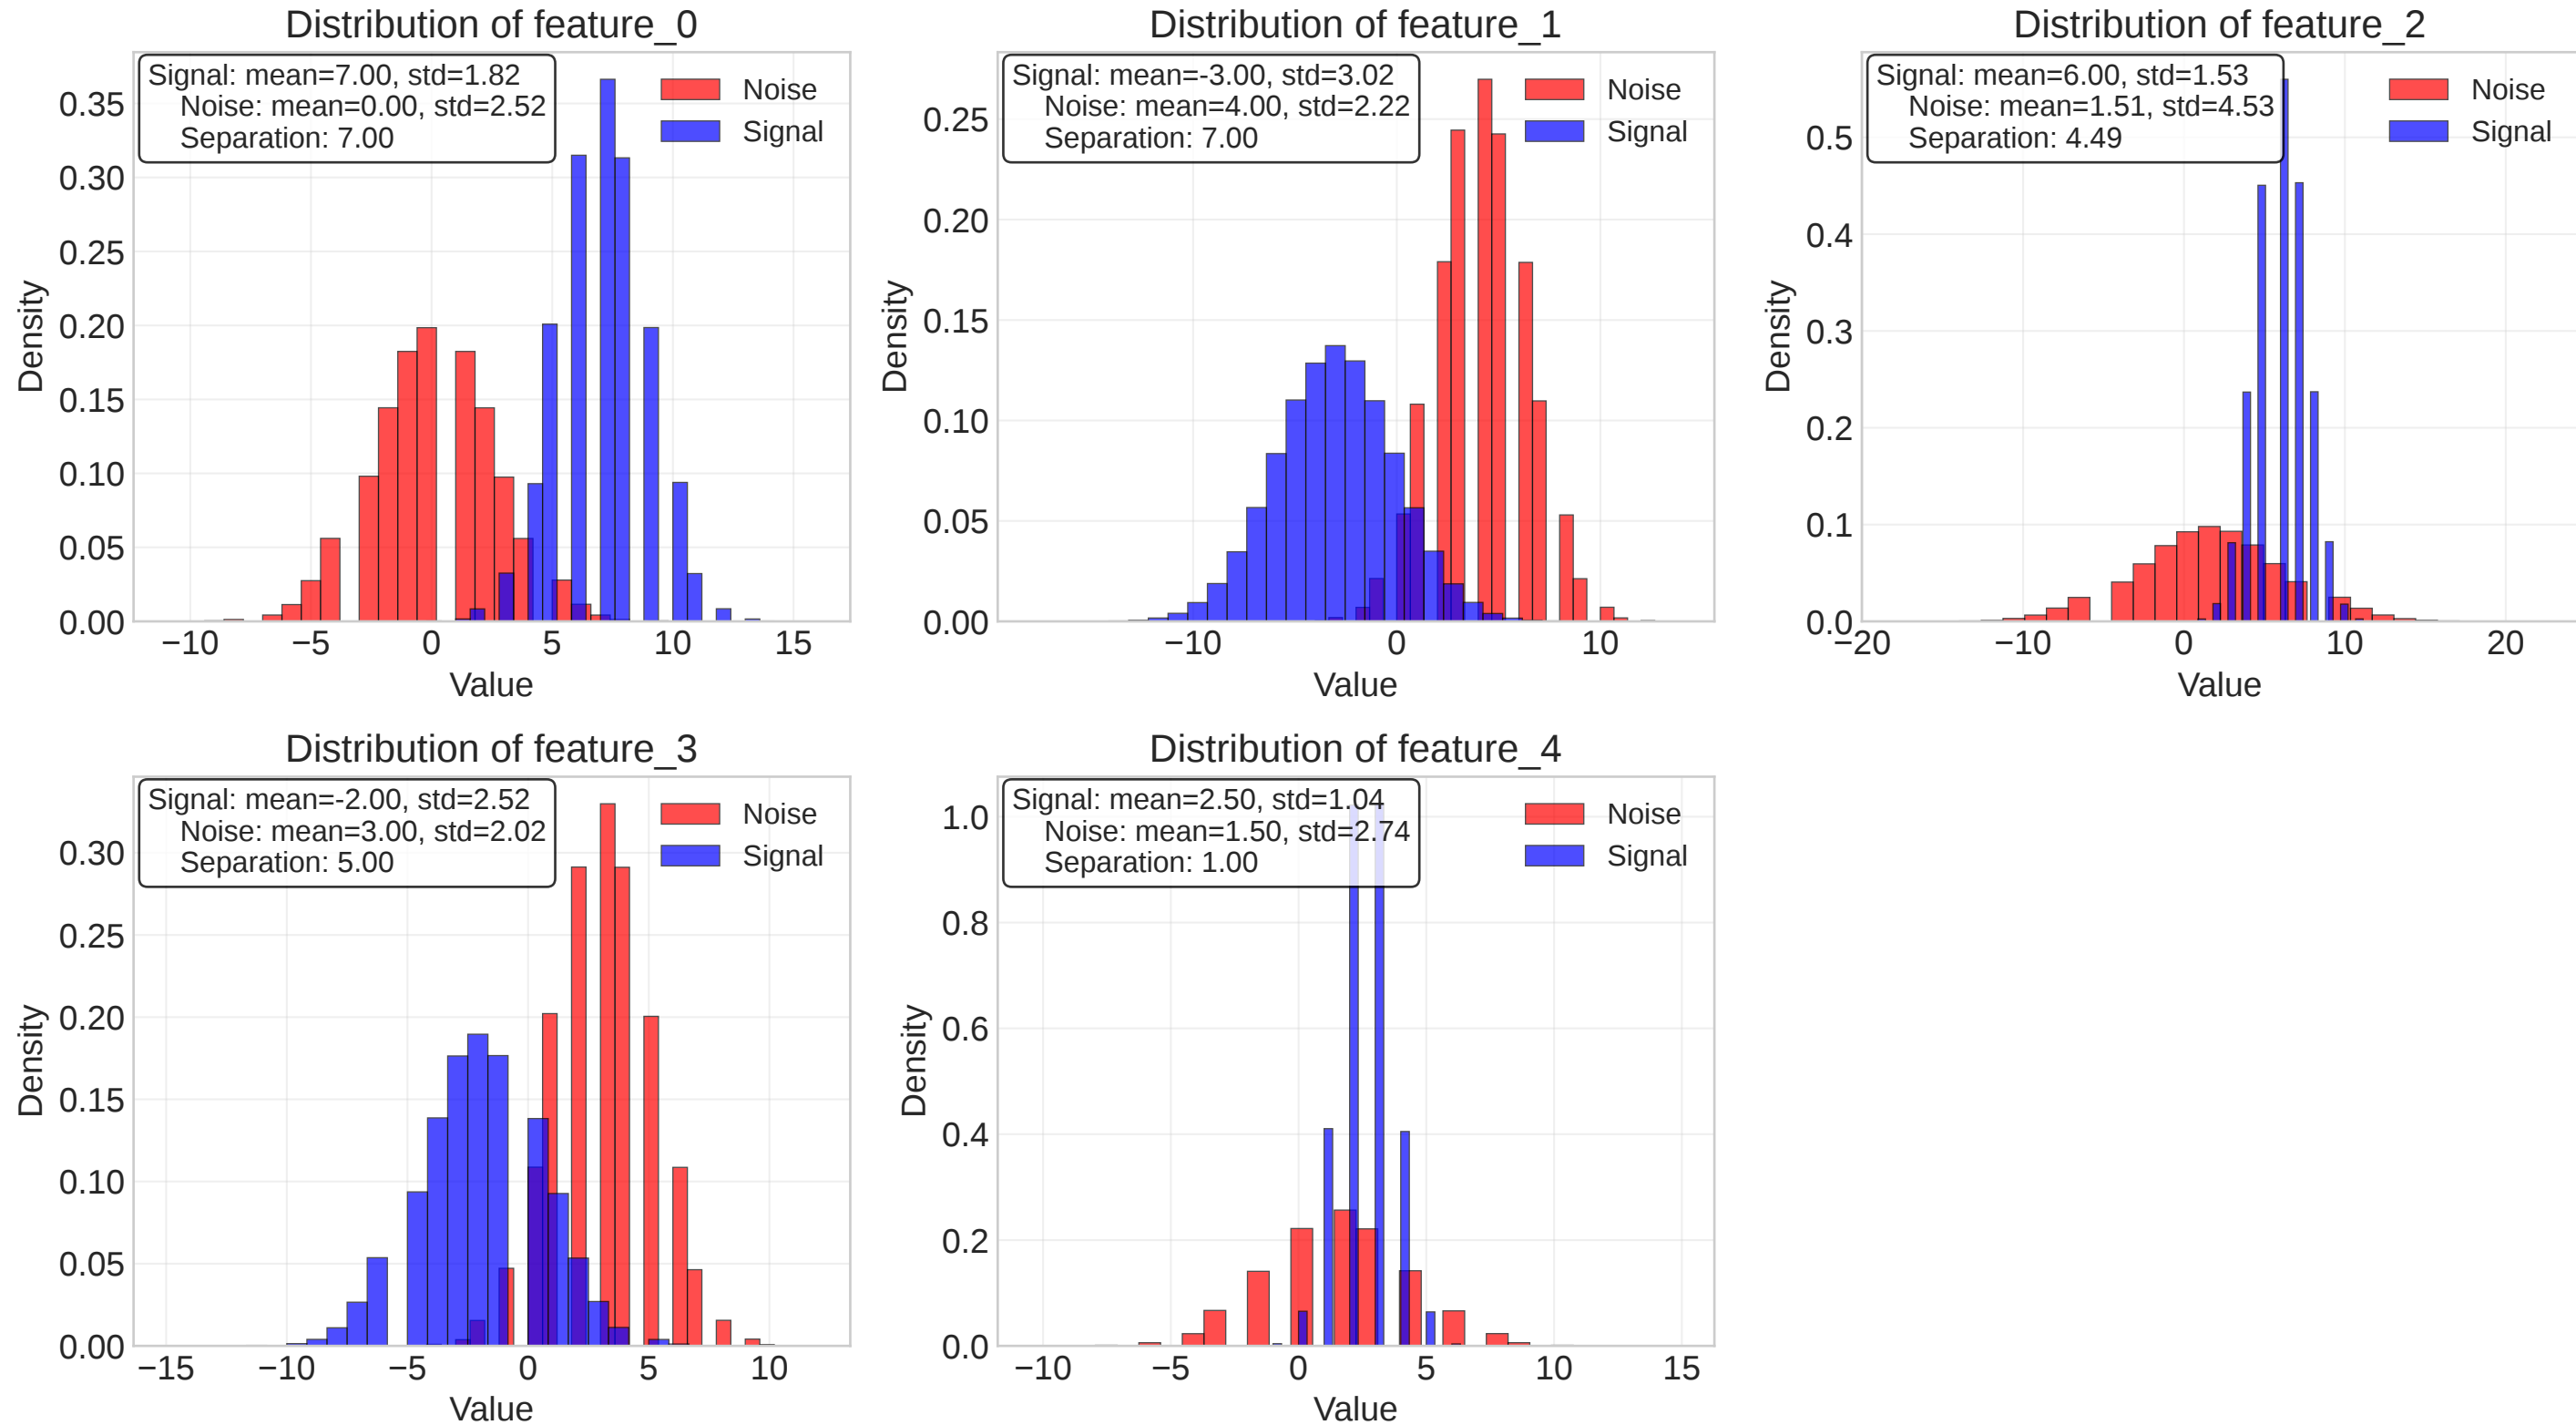 Distribution of feature_0
Signal: mean=7.00, std=1.82
Noise: mean=0.00, std=2.52
Separation: 7.00
Noise
Signal
Density
0.35
0.30
0.25
0.20
0.15
0.10
0.05
0.00
−10
−5
0
5
10
15
Value
Distribution of feature_1
Signal: mean=-3.00, std=3.02
Noise: mean=4.00, std=2.22
Separation: 7.00
Noise
Signal
Density
0.25
0.20
0.15
0.10
0.05
0.00
−10
0
10
Value
Distribution of feature_2
Signal: mean=6.00, std=1.53
Noise: mean=1.51, std=4.53
Separation: 4.49
Noise
Signal
Density
0.5
0.4
0.3
0.2
0.1
0.0
−20
−10
0
10
20
Value
Distribution of feature_3
Signal: mean=-2.00, std=2.52
Noise: mean=3.00, std=2.02
Separation: 5.00
Noise
Signal
Density
0.30
0.25
0.20
0.15
0.10
0.05
0.00
−15
−10
−5
0
5
10
Value
Distribution of feature_4
Signal: mean=2.50, std=1.04
Noise: mean=1.50, std=2.74
Separation: 1.00
Noise
Signal
Density
1.0
0.8
0.6
0.4
0.2
0.0
−10
−5
0
5
10
15
Value